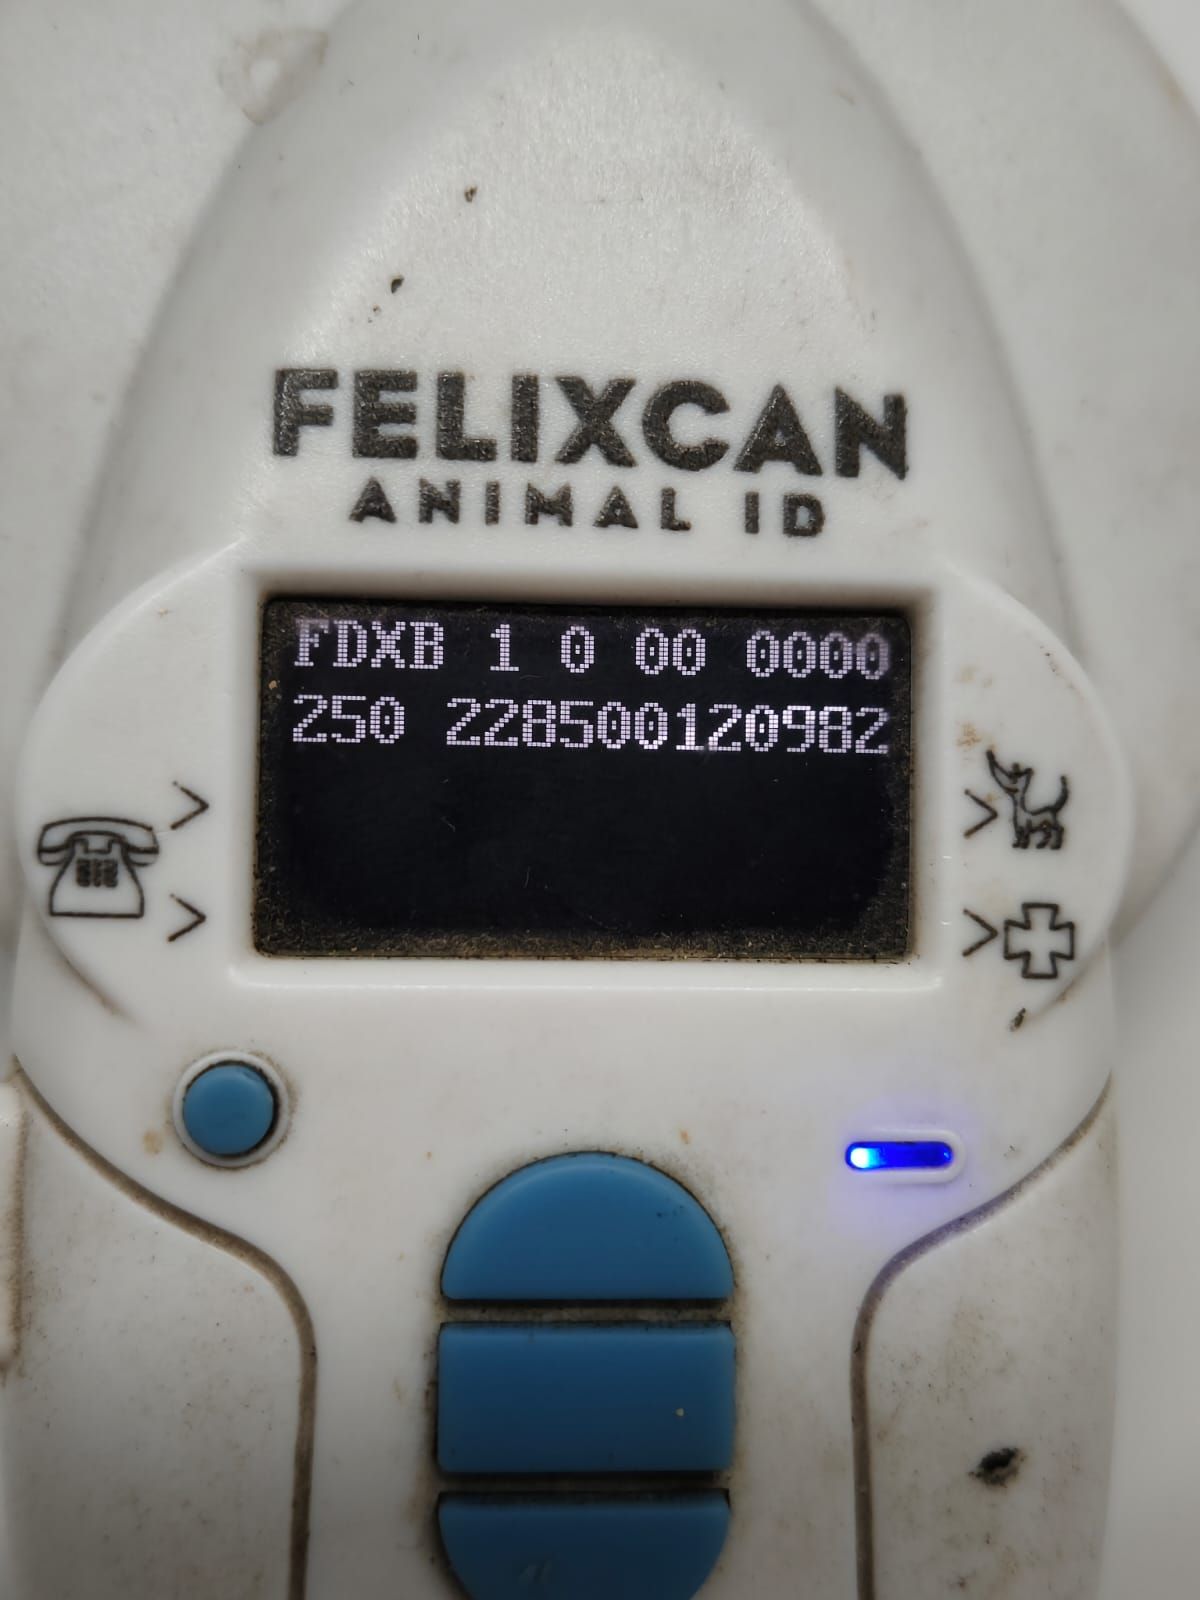 FELIXCAN
ANIMAL ID
FDXB 1 0 00 0000
250 228500120982